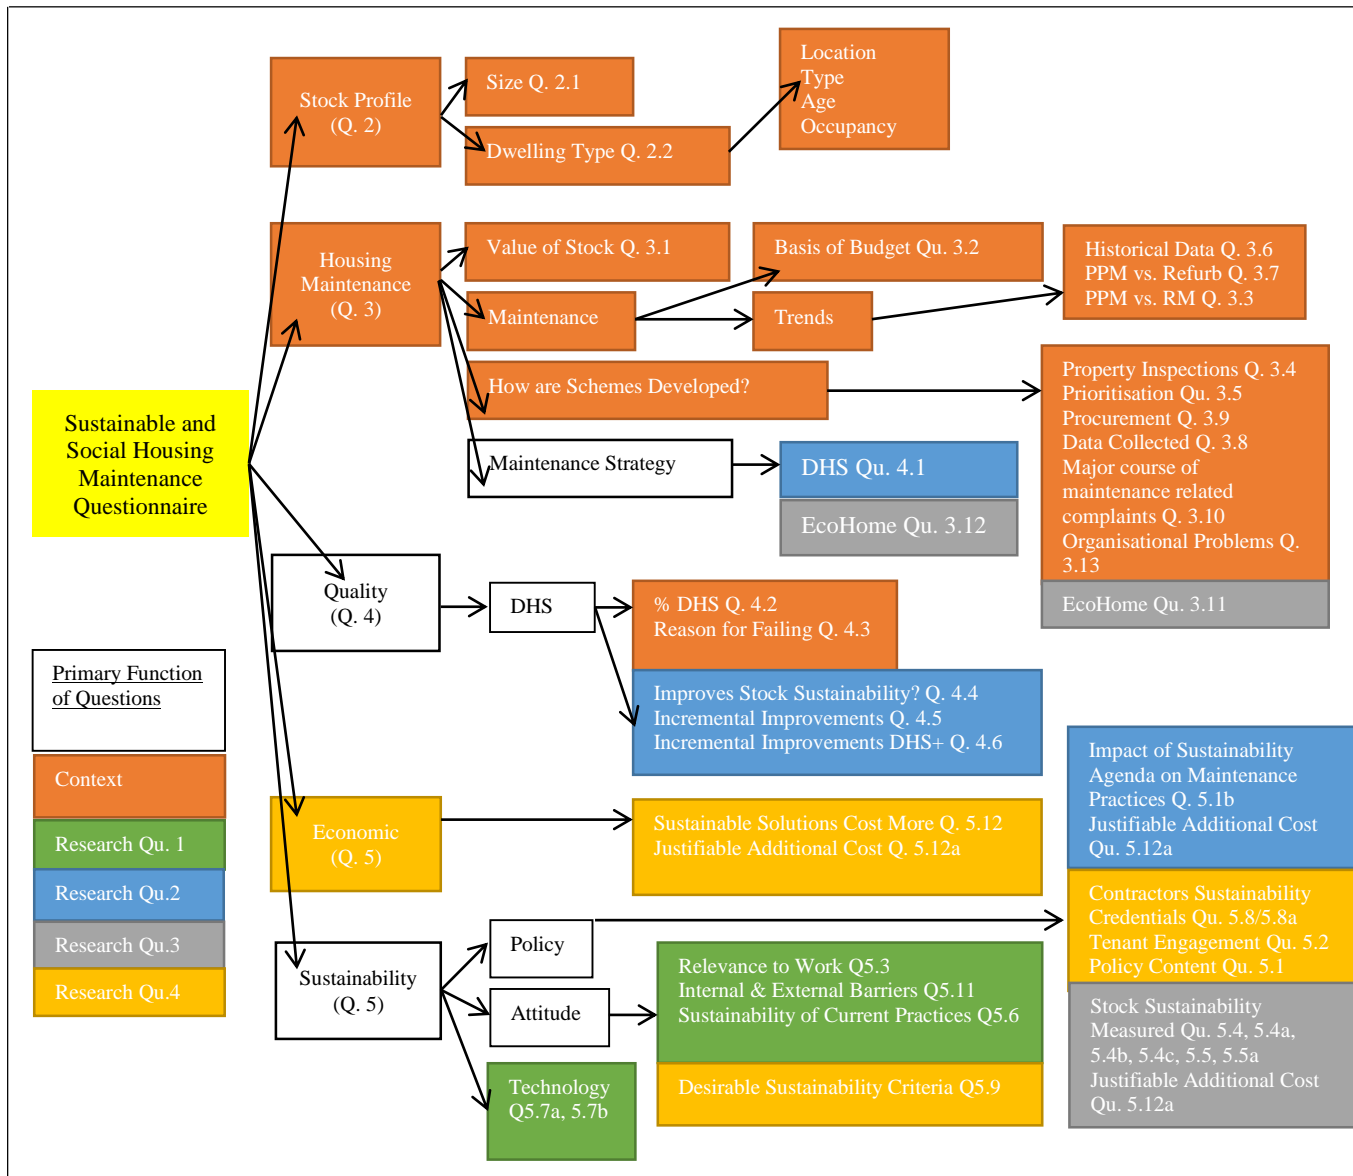 Location
Type
Age
Occupancy
Stock Profile
(Q. 2)
Size Q. 2.1
Dwelling Type Q. 2.2
Housing
Maintenance
(Q. 3)
Value of Stock Q. 3.1
Basis of Budget Qu. 3.2
Historical Data Q. 3.6
PPM vs. Refurb Q. 3.7
PPM vs. RM Q. 3.3
Maintenance
Trends
How are Schemes Developed?
Property Inspections Q. 3.4
Prioritisation Qu. 3.5
Procurement Q. 3.9
Data Collected Q. 3.8
Major course of
maintenance related
complaints Q. 3.10
Organisational Problems Q.
3.13
EcoHome Qu. 3.11
Sustainable and
Social Housing
Maintenance
Questionnaire
Maintenance Strategy
DHS Qu. 4.1
EcoHome Qu. 3.12
Quality
(Q. 4)
DHS
% DHS Q. 4.2
Reason for Failing Q. 4.3
Improves Stock Sustainability? Q. 4.4
Incremental Improvements Q. 4.5
Incremental Improvements DHS+ Q. 4.6
Primary Function
of Questions
Context
Research Qu. 1
Research Qu.2
Research Qu.3
Research Qu.4
Economic
(Q. 5)
Sustainable Solutions Cost More Q. 5.12
Justifiable Additional Cost Q. 5.12a
Impact of Sustainability
Agenda on Maintenance
Practices Q. 5.1b
Justifiable Additional Cost
Qu. 5.12a
Contractors Sustainability
Credentials Qu. 5.8/5.8a
Tenant Engagement Qu. 5.2
Policy Content Qu. 5.1
Stock Sustainability
Measured Qu. 5.4, 5.4a,
5.4b, 5.4c, 5.5, 5.5a
Justifiable Additional Cost
Qu. 5.12a
Sustainability
(Q. 5)
Policy
Attitude
Relevance to Work Q5.3
Internal & External Barriers Q5.11
Sustainability of Current Practices Q5.6
Desirable Sustainability Criteria Q5.9
Technology
Q5.7a, 5.7b